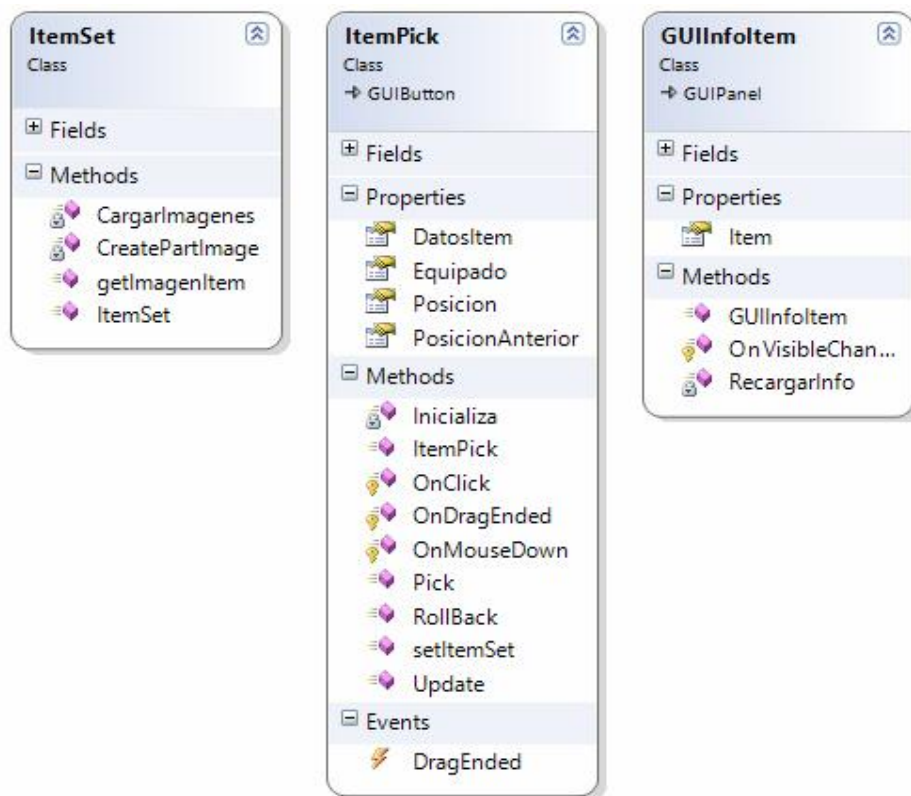 ItemSet
Class
Fields
Methods
CargarImagenes
CreatePartImage
getImagenItem
ItemSet
ItemPick
Class
GUIButton
Fields
Properties
DatosItem
Equipado
Posicion
PosicionAnterior
Methods
Inicializa
ItemPick
OnClick
OnDragEnded
OnMouseDown
Pick
RollBack
setItemSet
Update
Events
DragEnded
GUIInfoItem
Class
GUIPanel
Fields
Properties
Item
Methods
GUIInfoItem
OnVisibleChan...
RecargarInfo